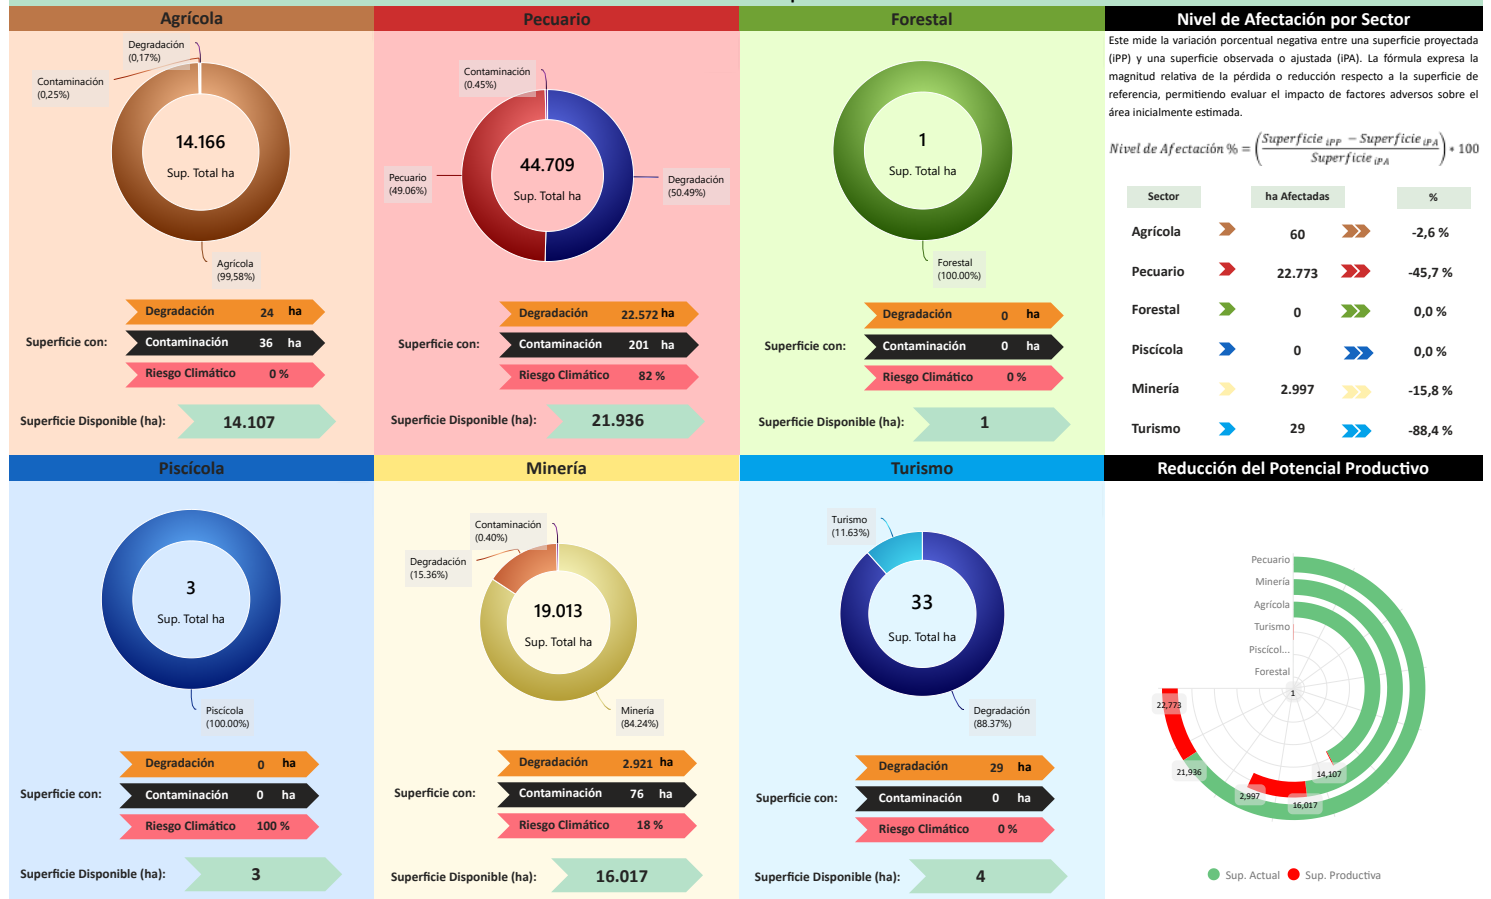 Agrícola
Degradación
(0,17%)
Contaminación
(0,25%)
14.166
Sup. Total ha
Agrícola
(99,58%)
Superficie con:
Degradación 24 ha
Contaminación 36 ha
Riesgo Climático 0 %
Superficie Disponible (ha): 14.107
Pecuario
Contaminación
(0.45%)
44.709
Sup. Total ha
Pecuario
(49.06%)
Degradación
(50.49%)
Superficie con:
Degradación 22.572 ha
Contaminación 201 ha
Riesgo Climático 82 %
Superficie Disponible (ha): 21.936
Forestal
1
Sup. Total ha
Forestal
(100.00%)
Superficie con:
Degradación 0 ha
Contaminación 0 ha
Riesgo Climático 0 %
Superficie Disponible (ha): 1
Nivel de Afectación por Sector
Este mide la variación porcentual negativa entre una superficie proyectada
(iPP) y una superficie observada o ajustada (iPA). La fórmula expresa la
magnitud relativa de la pérdida o reducción respecto a la superficie de
referencia, permitiendo evaluar el impacto de factores adversos sobre el
área inicialmente estimada.
Nivel de Afectación % = (Superficie iPP − Superficie iPA / Superficie iPA) * 100
Sector ha Afectadas %
Agrícola 60 -2,6 %
Pecuario 22.773 -45,7 %
Forestal 0 0,0 %
Piscícola 0 0,0 %
Minería 2.997 -15,8 %
Turismo 29 -88,4 %
Piscícola
3
Sup. Total ha
Piscícola
(100.00%)
Superficie con:
Degradación 0 ha
Contaminación 0 ha
Riesgo Climático 100 %
Superficie Disponible (ha): 3
Minería
Contaminación
(0.40%)
Degradación
(15.36%)
19.013
Sup. Total ha
Minería
(84.24%)
Superficie con:
Degradación 2.921 ha
Contaminación 76 ha
Riesgo Climático 18 %
Superficie Disponible (ha): 16.017
Turismo
Turismo
(11.63%)
33
Sup. Total ha
Degradación
(88.37%)
Superficie con:
Degradación 29 ha
Contaminación 0 ha
Riesgo Climático 0 %
Superficie Disponible (ha): 4
Reducción del Potencial Productivo
Pecuario
Minería
Agrícola
Turismo
Piscícol...
Forestal
1
22,773
21,936
14,107
2,997
16,017
Sup. Actual Sup. Productiva